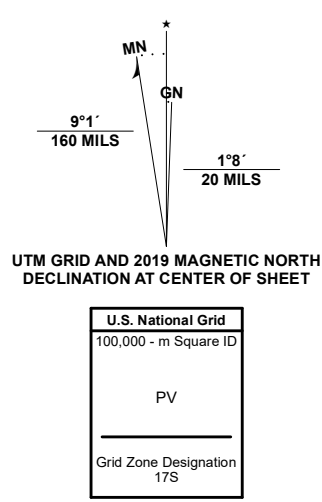 ★
MN
GN
9°1´
160 MILS
1°8´
20 MILS
UTM GRID AND 2019 MAGNETIC NORTH
DECLINATION AT CENTER OF SHEET
U.S. National Grid
100,000 - m Square ID
PV
Grid Zone Designation
17S